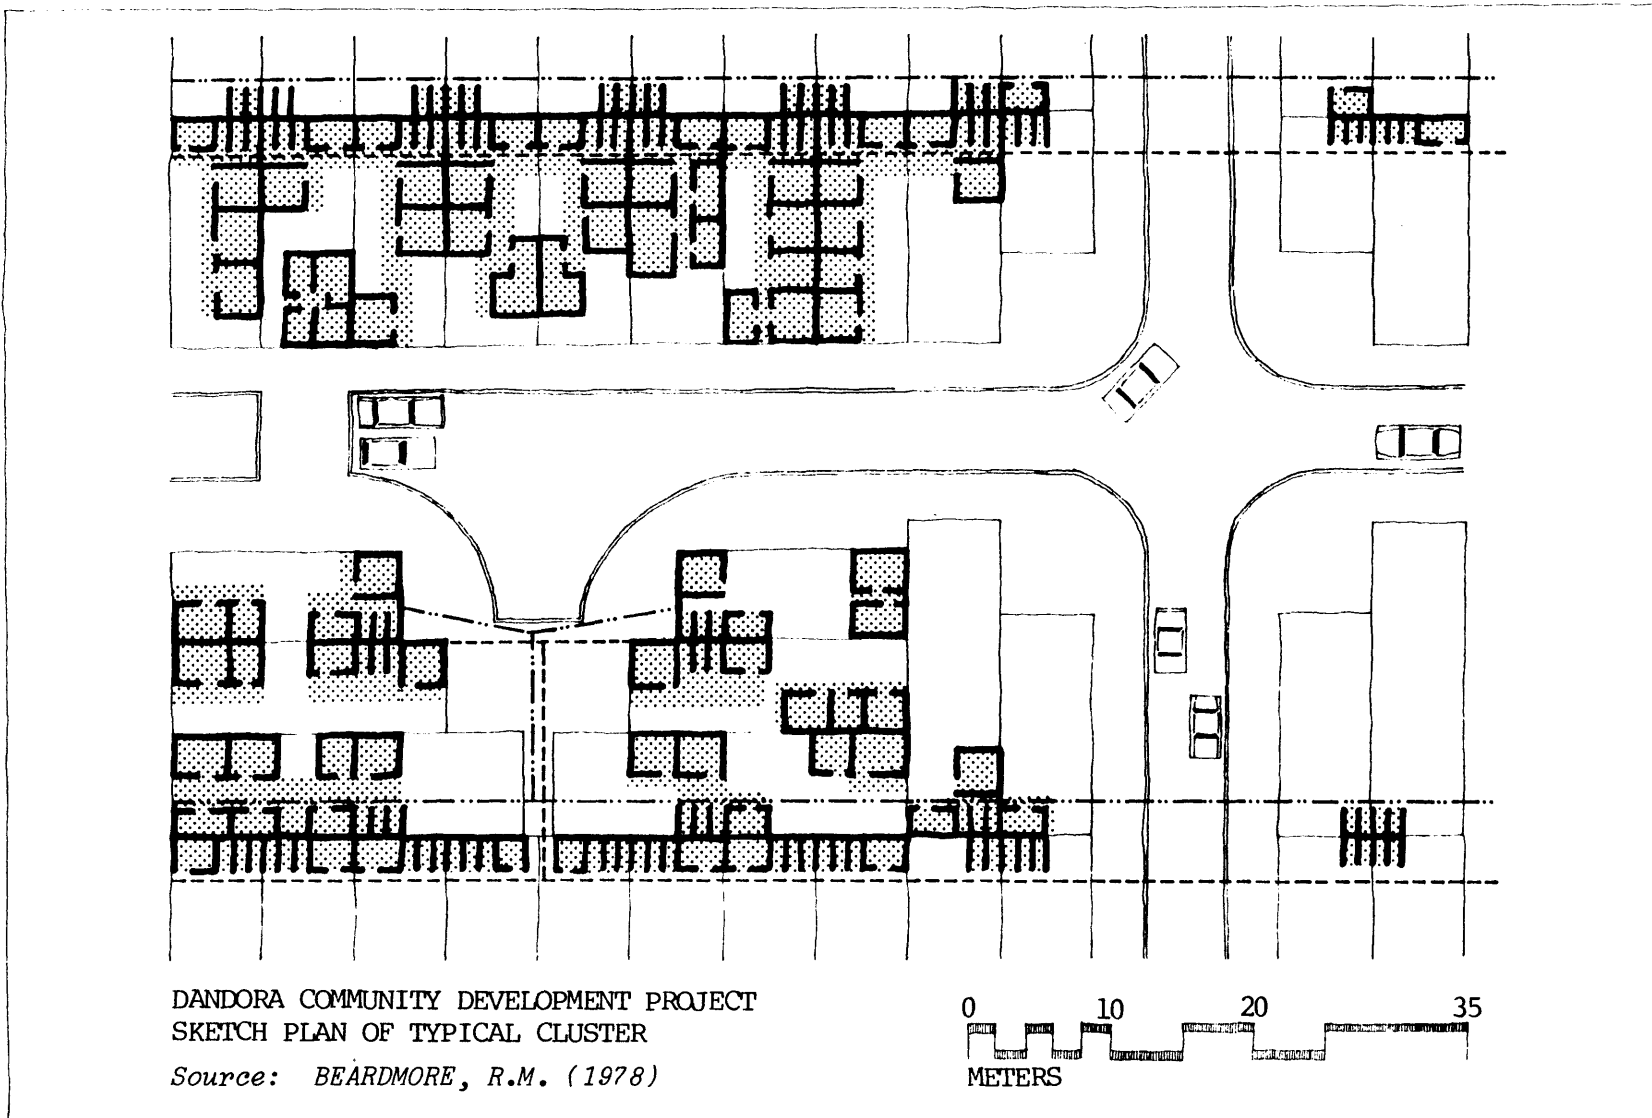 DANDORA COMMUNITY DEVELOPMENT PROJECT
SKETCH PLAN OF TYPICAL CLUSTER
Source: BEARDMORE, R.M. (1978)
0 10 20 35
METERS